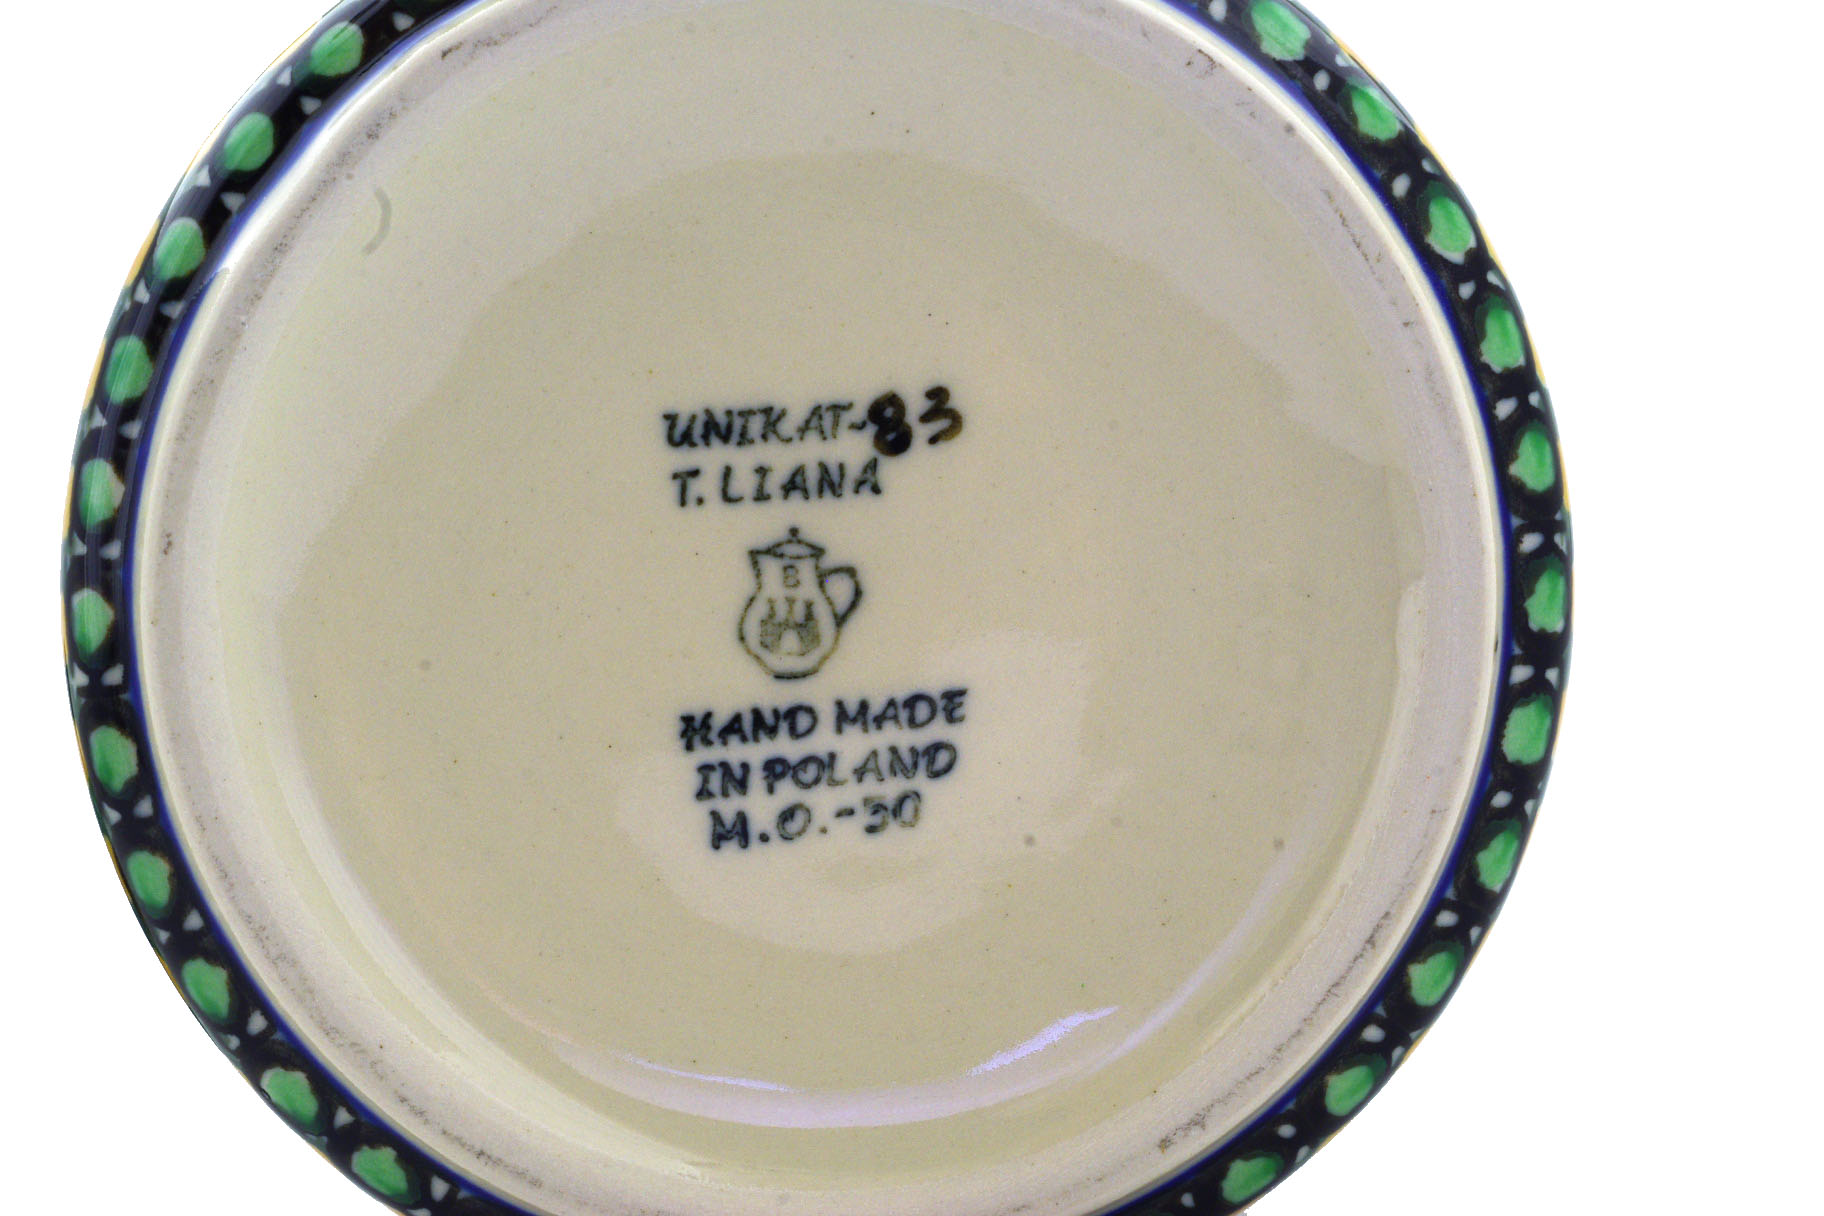 UNIKAT-83
T. LIANA
B
HAND MADE
IN POLAND
M.O.-30